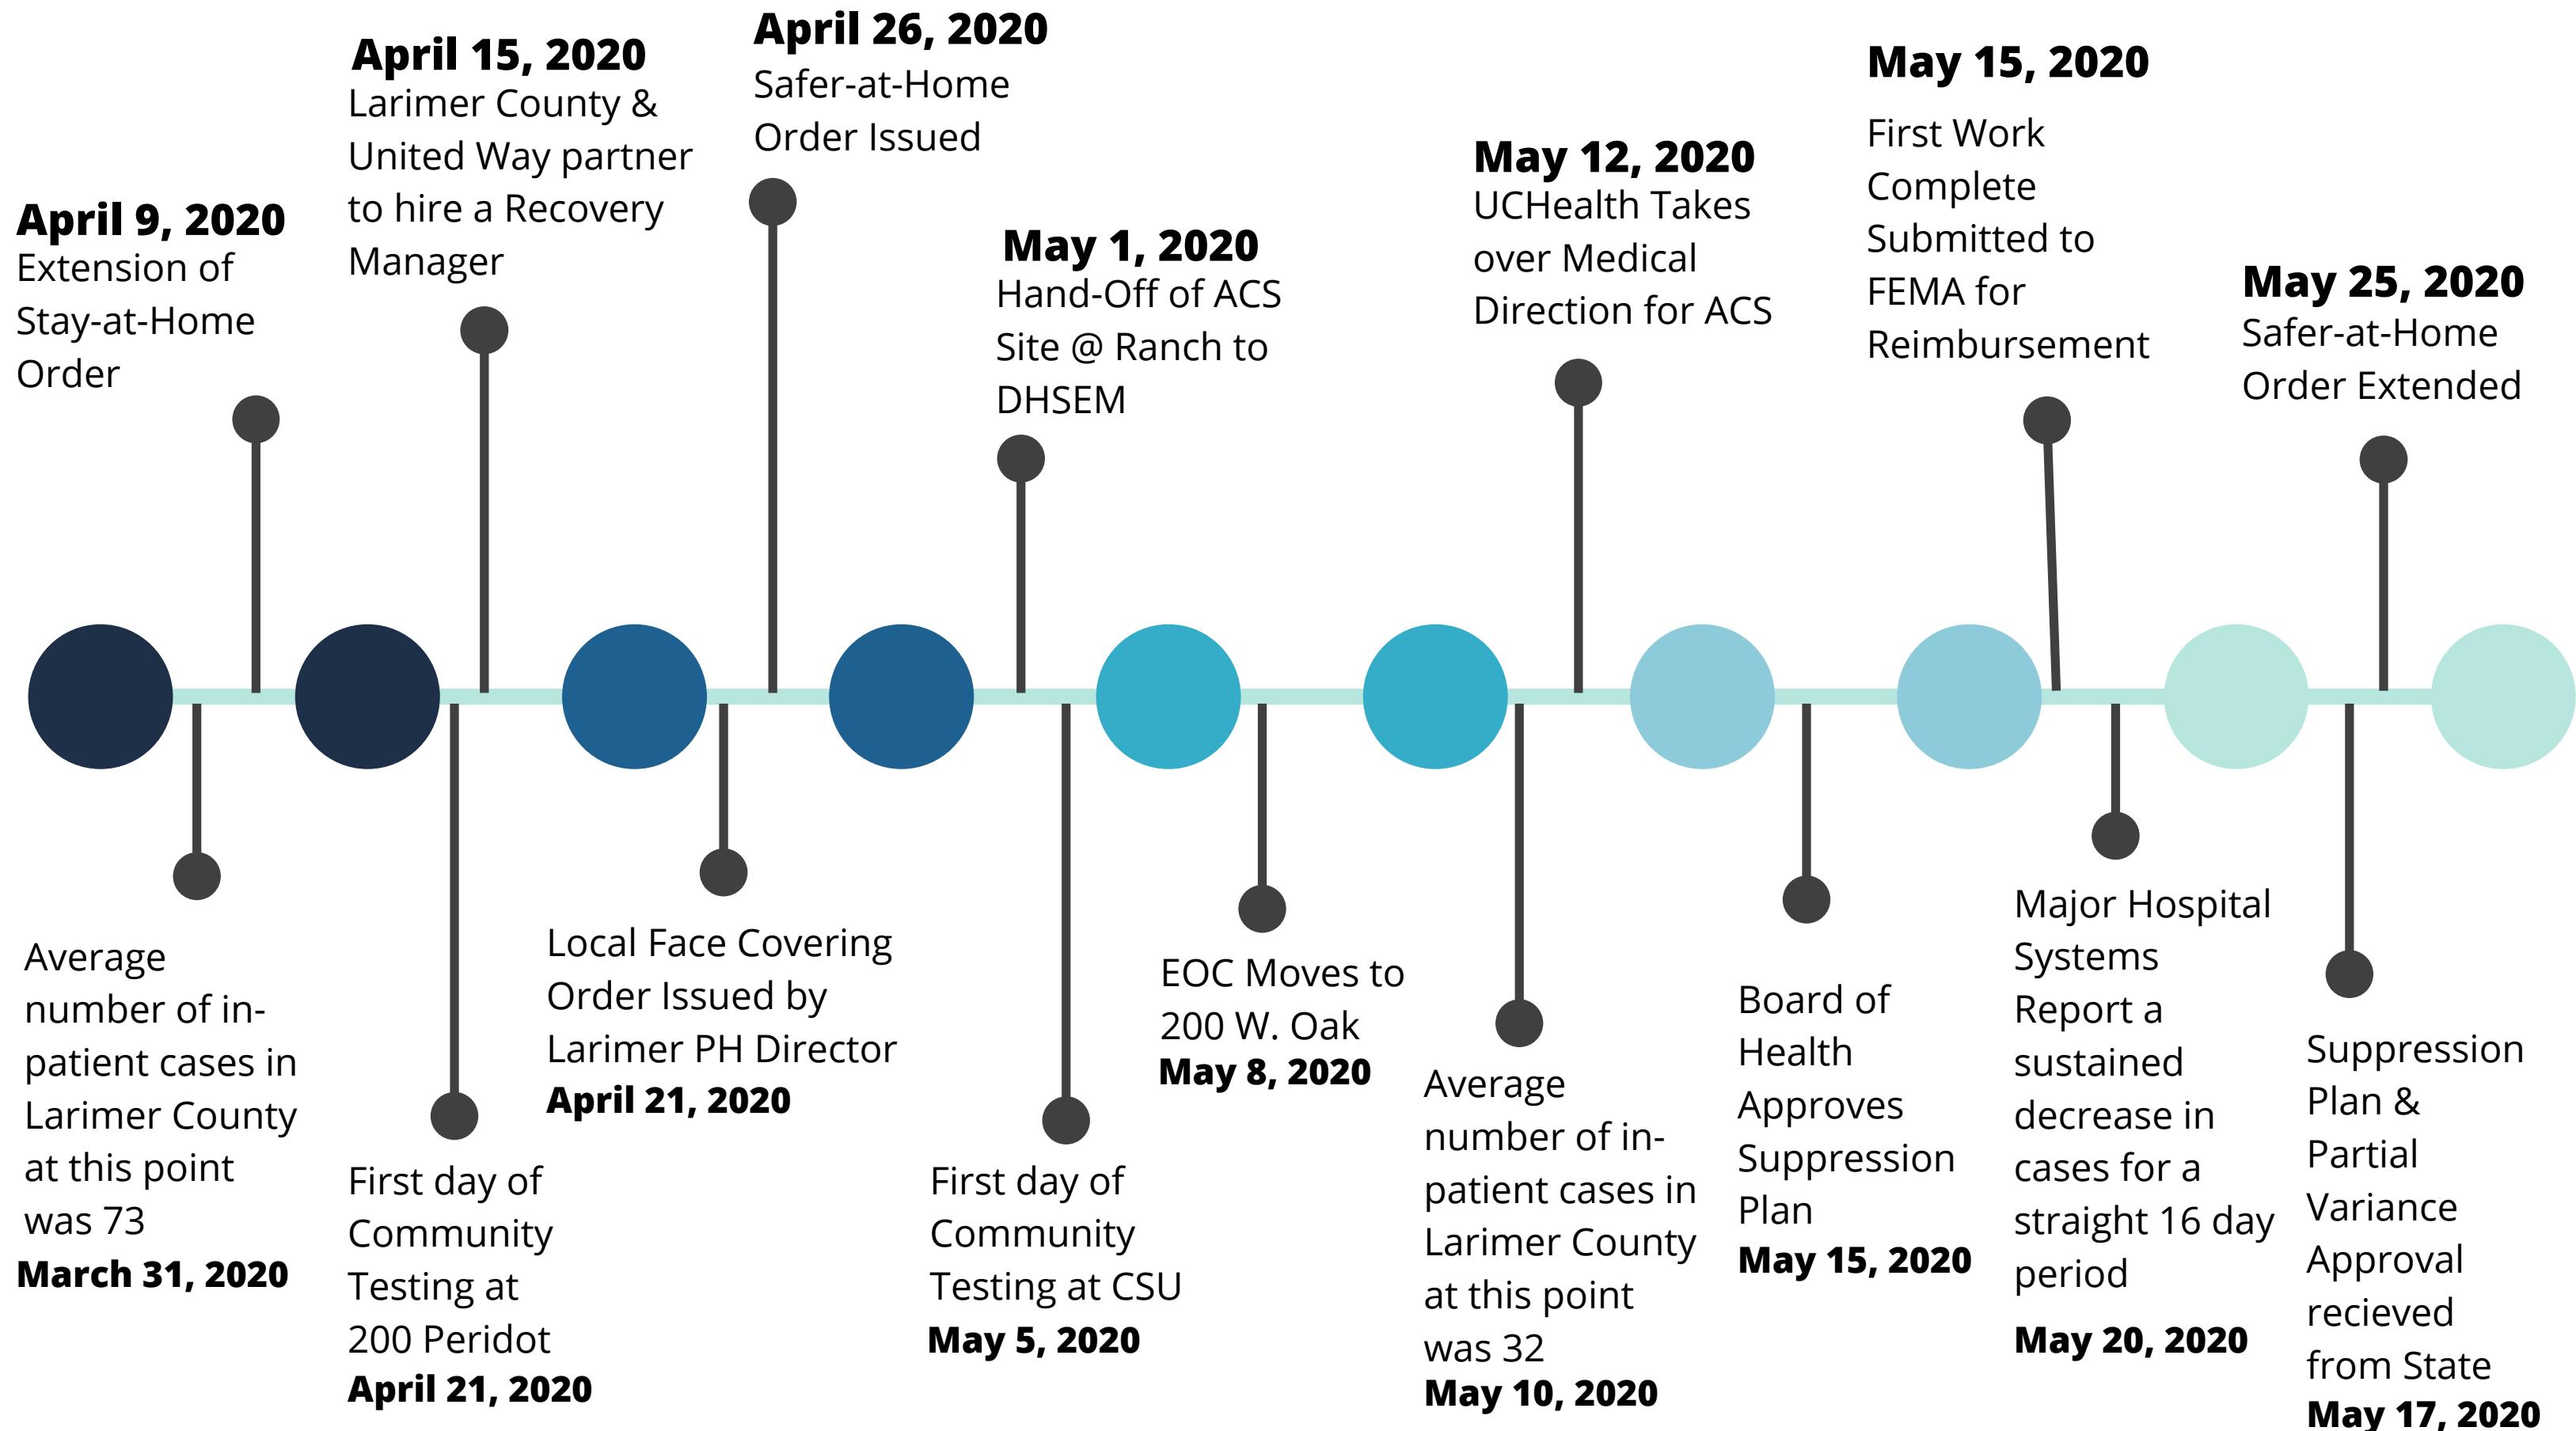 April 9, 2020
Extension of
Stay-at-Home
Order
April 15, 2020
Larimer County &
United Way partner
to hire a Recovery
Manager
April 26, 2020
Safer-at-Home
Order Issued
May 1, 2020
Hand-Off of ACS
Site @ Ranch to
DHSEM
May 12, 2020
UCHealth Takes
over Medical
Direction for ACS
May 15, 2020
First Work
Complete
Submitted to
FEMA for
Reimbursement
May 25, 2020
Safer-at-Home
Order Extended
Average
number of in-
patient cases in
Larimer County
at this point
was 73
March 31, 2020
First day of
Community
Testing at
200 Peridot
April 21, 2020
Local Face Covering
Order Issued by
Larimer PH Director
April 21, 2020
First day of
Community
Testing at CSU
May 5, 2020
EOC Moves to
200 W. Oak
May 8, 2020
Average
number of in-
patient cases in
Larimer County
at this point
was 32
May 10, 2020
Board of
Health
Approves
Suppression
Plan
May 15, 2020
Major Hospital
Systems
Report a
sustained
decrease in
cases for a
straight 16 day
period
May 20, 2020
Suppression
Plan &
Partial
Variance
Approval
recieved
from State
May 17, 2020